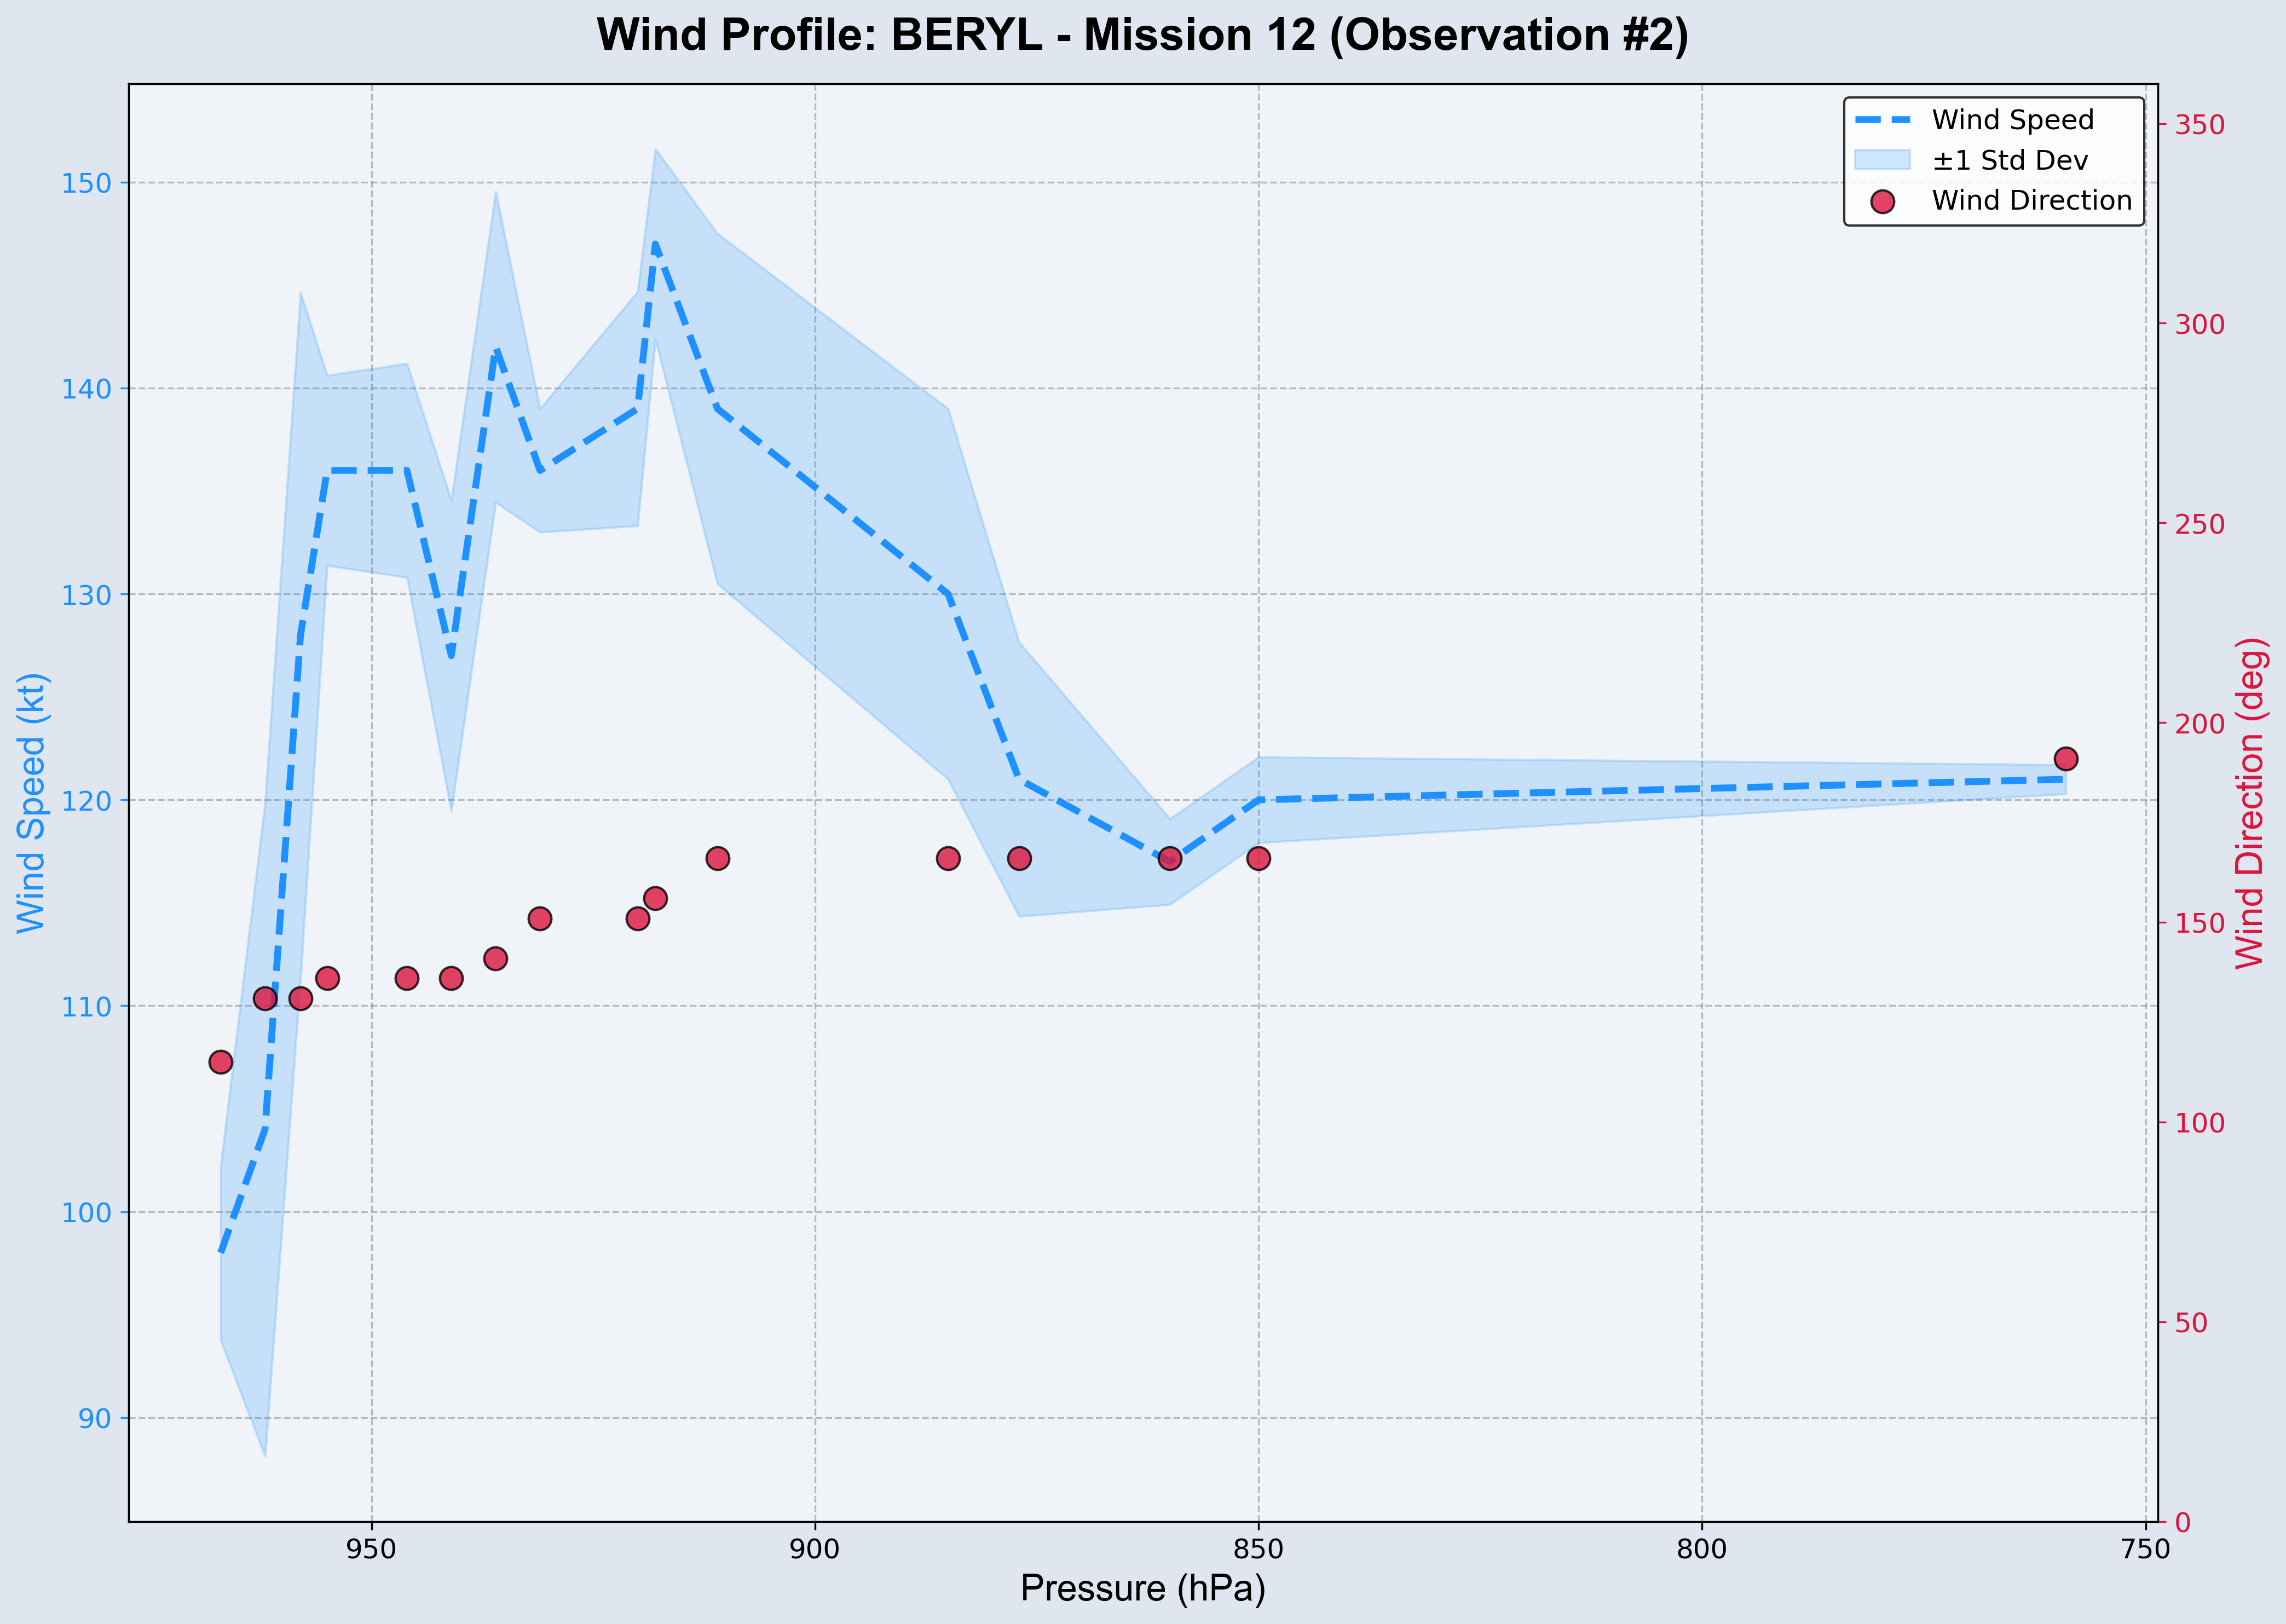 Wind Profile: BERYL - Mission 12 (Observation #2)
Wind Speed
±1 Std Dev
Wind Direction
Wind Speed (kt)
150
140
130
120
110
100
90
350
300
250
200
150
100
50
0
Wind Direction (deg)
950
900
850
800
750
Pressure (hPa)